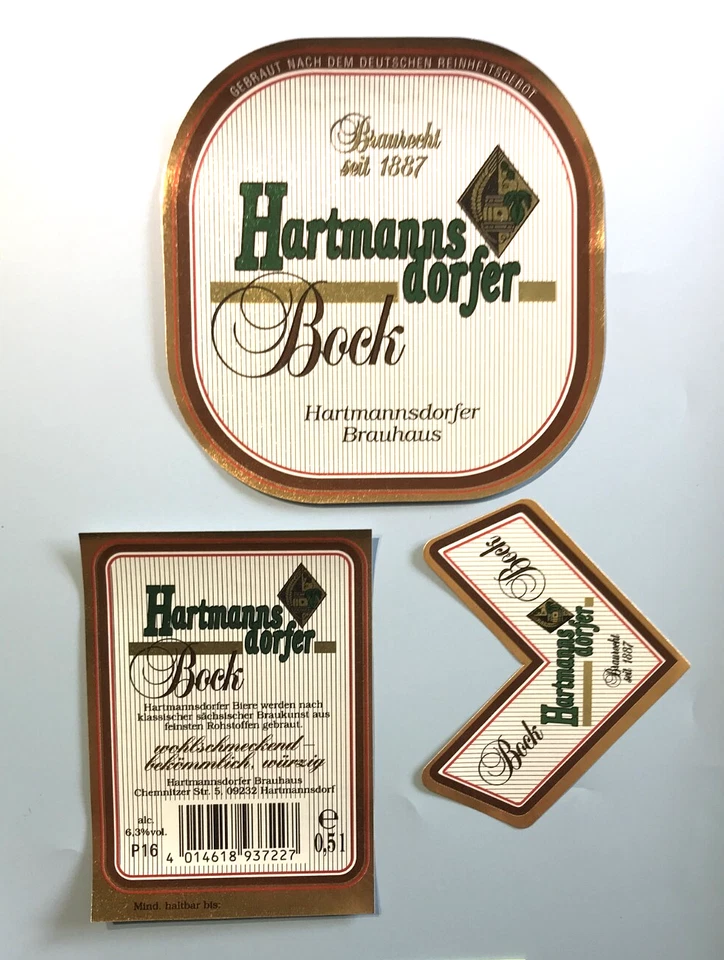 GEBRAUT NACH DEM DEUTSCHEN REINHEITSGEBOT
Braurecht
seit 1887
Hartmanns
dorfer
Bock
Hartmannsdorfer
Brauhaus
Hartmanns
dorfer
Bock
Hartmannsdorfer Biere werden nach
klassischer sächsischer Braukunst aus
feinsten Rohstoffen gebraut.
wohlschmeckend –
bekömmlich, würzig
Hartmannsdorfer Brauhaus
Chemnitzer Str. 5, 09232 Hartmannsdorf
alc.
6,3%vol.
P16
4 014618 937227
e
0,5 l
Mind. haltbar bis:
Bock
Hartmanns
dorfer
Braurecht
seit 1887
Bock